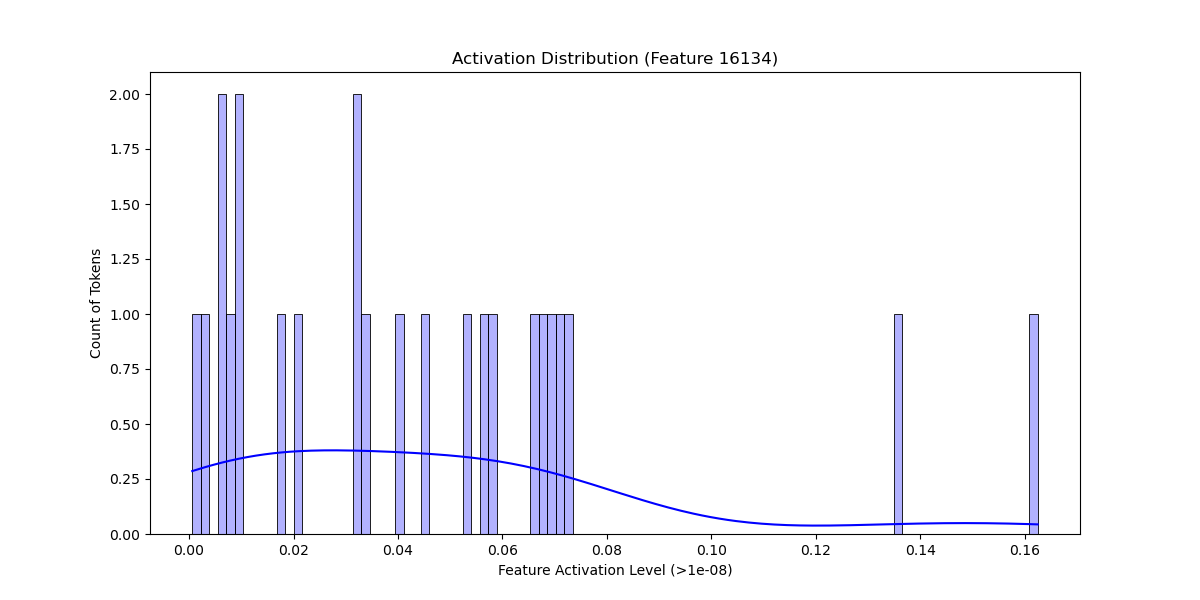 Activation Distribution (Feature 16134)
Count of Tokens
2.00
1.75
1.50
1.25
1.00
0.75
0.50
0.25
0.00
0.00 0.02 0.04 0.06 0.08 0.10 0.12 0.14 0.16
Feature Activation Level (>1e-08)